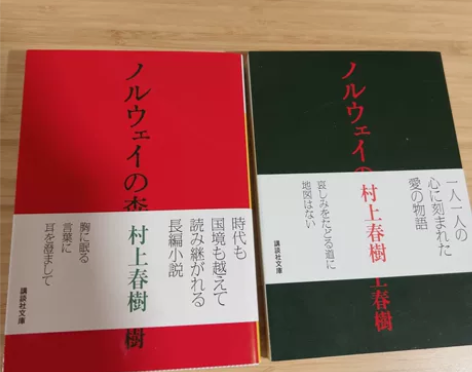 ノルウェイの
樹
時代も
国境も越えて
読み継がれる
長編小説
村上春樹
胸に眠る
言葉に
耳を澄まして
講談社文庫
ノルウェイの
上春樹
一人一人の
心に刻まれた
愛の物語
村上春樹
哀しみをたどる道に
地図はない
講談社文庫